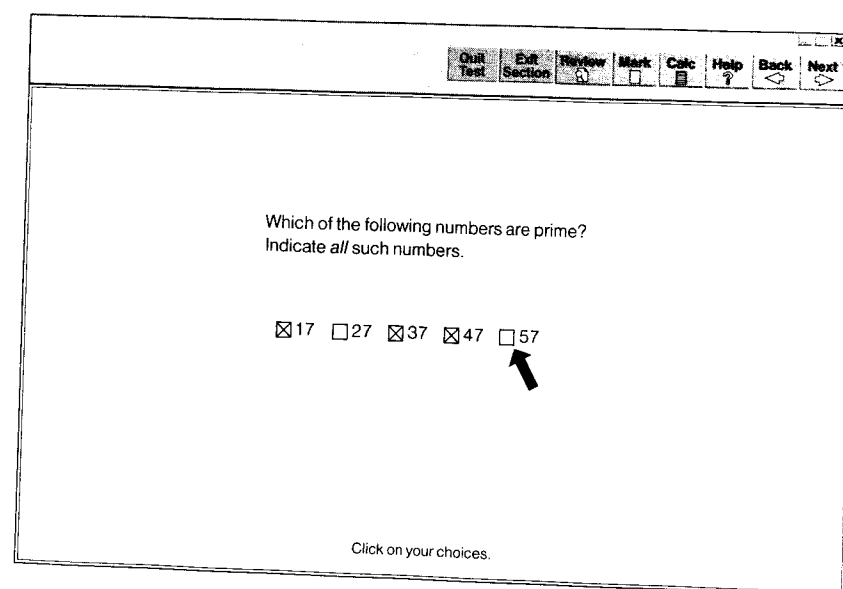 Quit Test
Exit Section
Review
Mark
Calc
Help
?
Back
Next
Which of the following numbers are prime?
Indicate all such numbers.
17 27 37 47 57
Click on your choices.